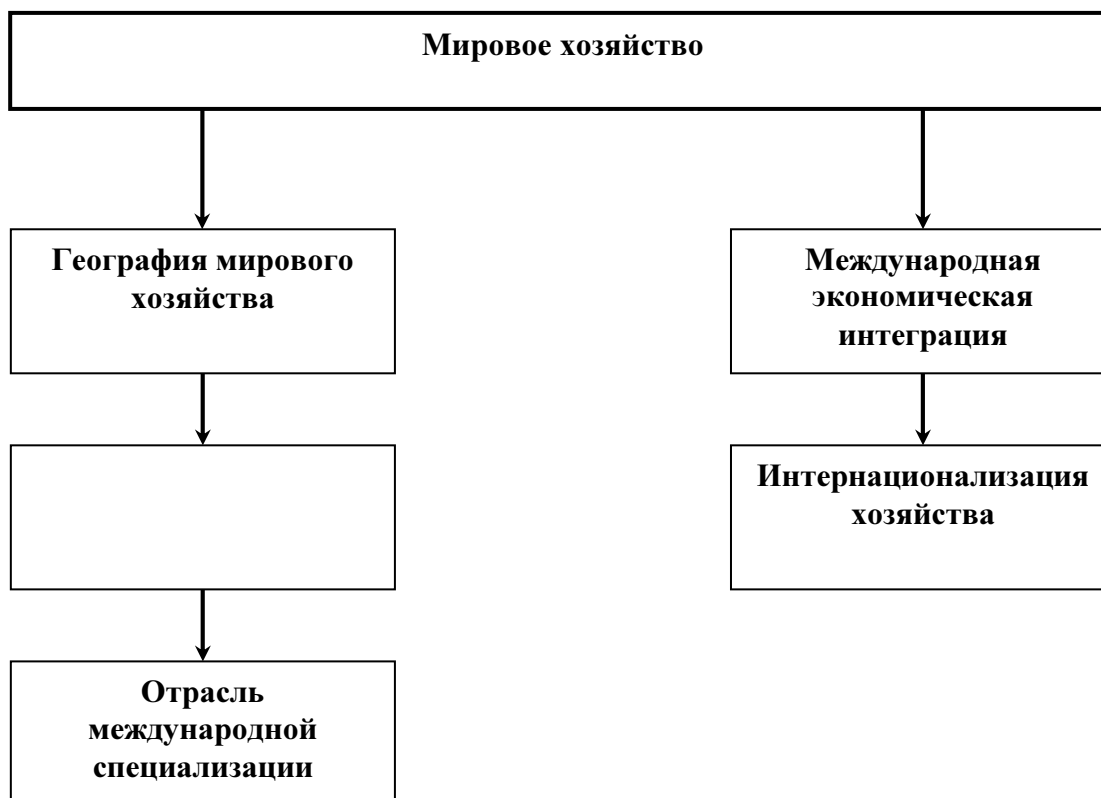 Мировое хозяйство
География мирового
хозяйства
Международная
экономическая
интеграция
Интернационализация
хозяйства
Отрасль
международной
специализации